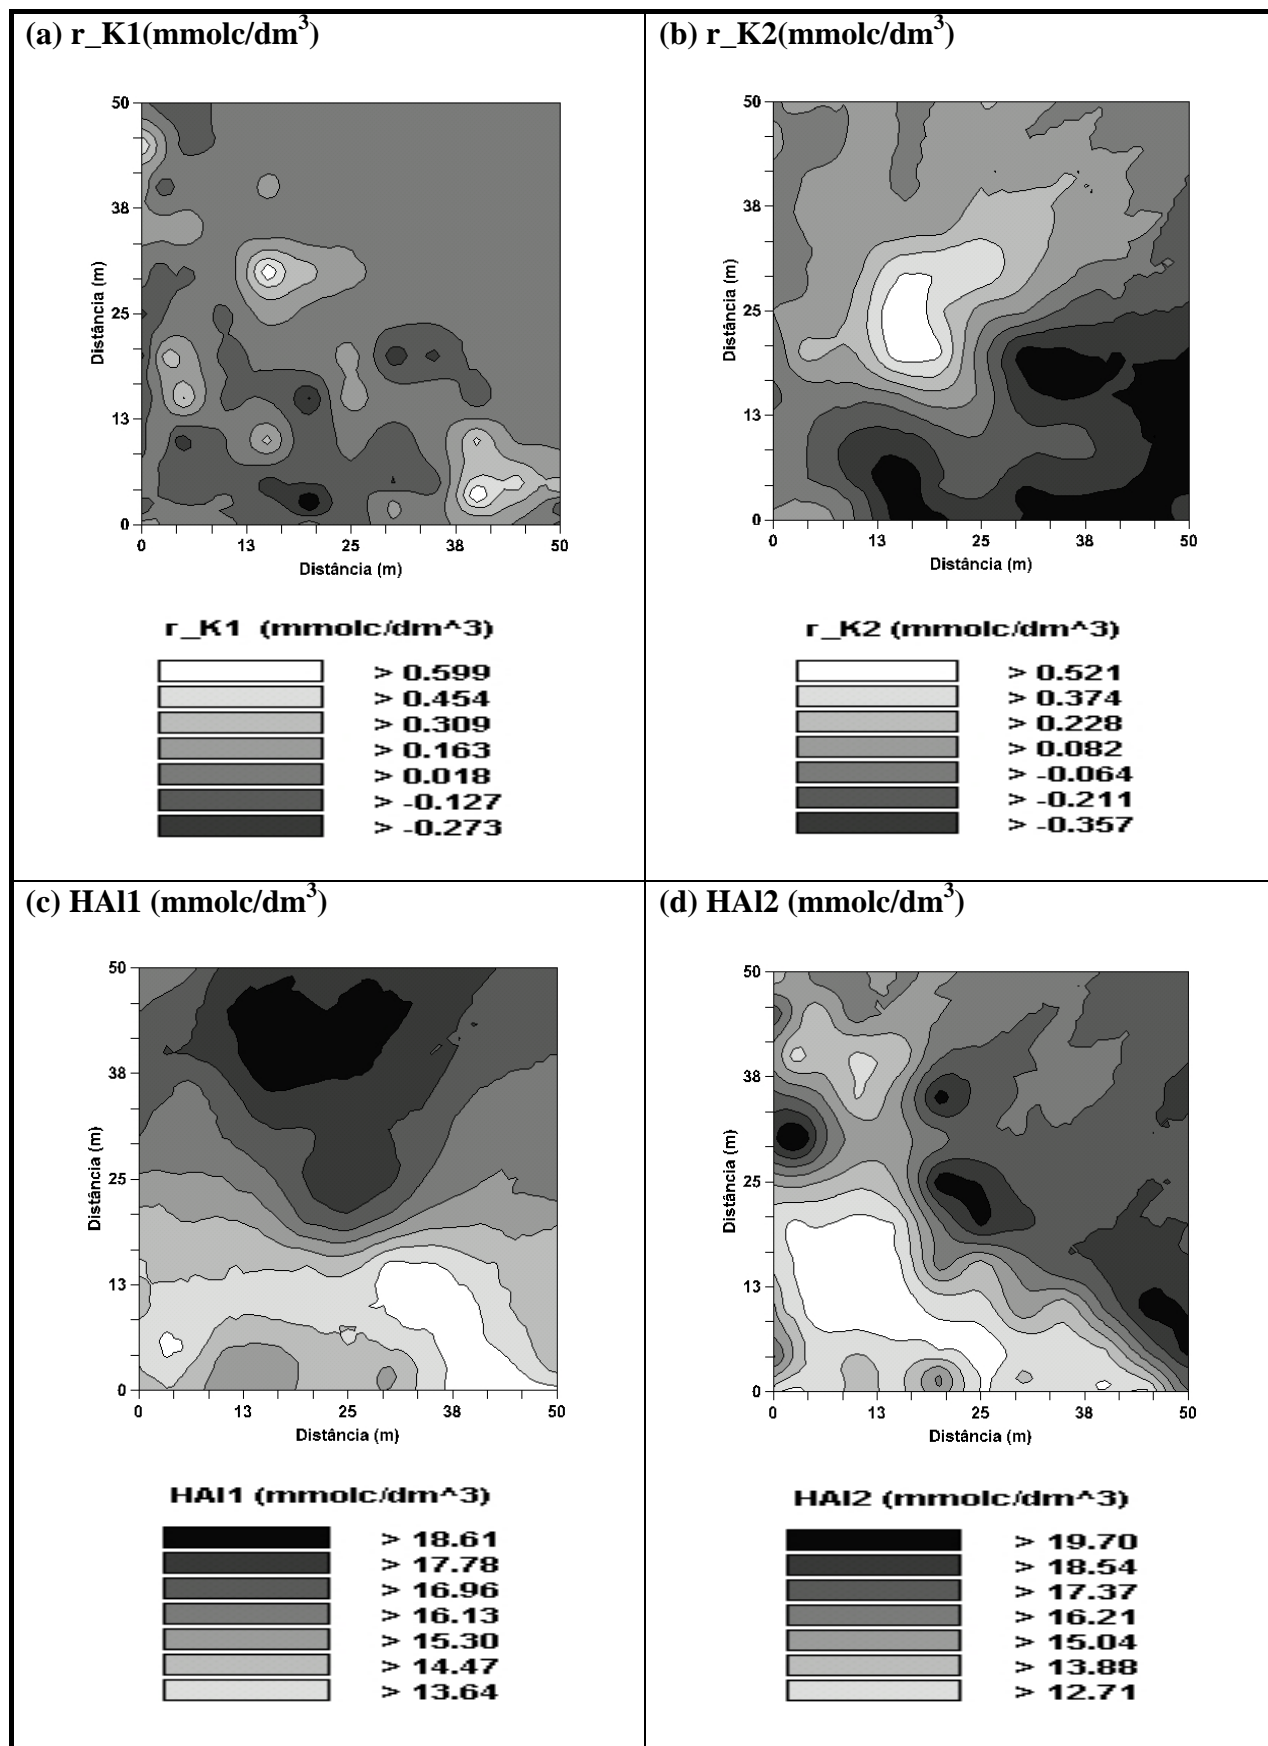 (a) r_K1(mmolc/dm³)
50
38
25
13
0
Distância (m)
0 13 25 38 50
Distância (m)
r_K1 (mmolc/dm^3)
> 0.599
> 0.454
> 0.309
> 0.163
> 0.018
> -0.127
> -0.273
(b) r_K2(mmolc/dm³)
50
38
25
13
0
Distância (m)
0 13 25 38 50
Distância (m)
r_K2 (mmolc/dm^3)
> 0.521
> 0.374
> 0.228
> 0.082
> -0.064
> -0.211
> -0.357
(c) HAl1 (mmolc/dm³)
50
38
25
13
0
Distância (m)
0 13 25 38 50
Distância (m)
HAl1 (mmolc/dm^3)
> 18.61
> 17.78
> 16.96
> 16.13
> 15.30
> 14.47
> 13.64
(d) HAl2 (mmolc/dm³)
50
38
25
13
0
Distância (m)
0 13 25 38 50
Distância (m)
HAl2 (mmolc/dm^3)
> 19.70
> 18.54
> 17.37
> 16.21
> 15.04
> 13.88
> 12.71